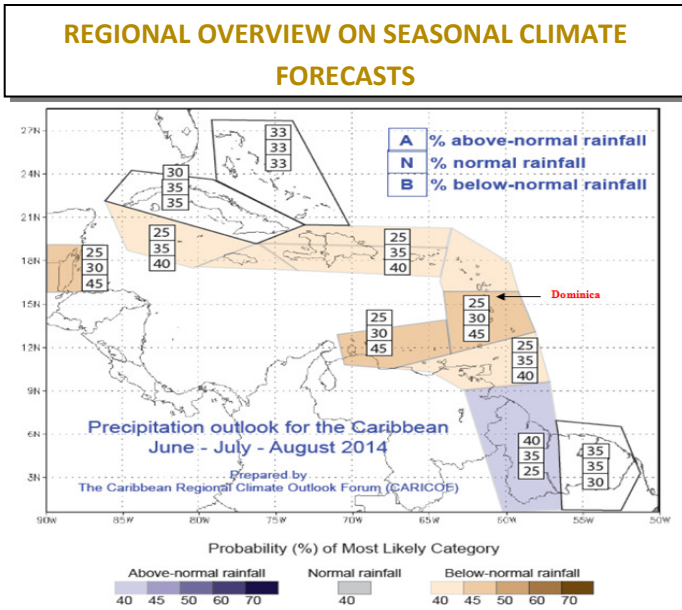 REGIONAL OVERVIEW ON SEASONAL CLIMATE
FORECASTS
27N
24N
21N
18N
15N
12N
9N
6N
3N
A % above-normal rainfall
N % normal rainfall
B % below-normal rainfall
33
33
33
30
35
35
25
35
40
25
35
40
25
30
45
25
30
45
Dominica
25
30
45
25
35
40
40
35
25
35
35
30
Precipitation outlook for the Caribbean
June - July - August 2014
Prepared by
The Caribbean Regional Climate Outlook Forum (CARICOF)
90W 85W 80W 75W 70W 65W 60W 55W 50W
Probability (%) of Most Likely Category
Above-normal rainfall Normal rainfall Below-normal rainfall
40 45 50 60 70 40 40 45 50 60 70